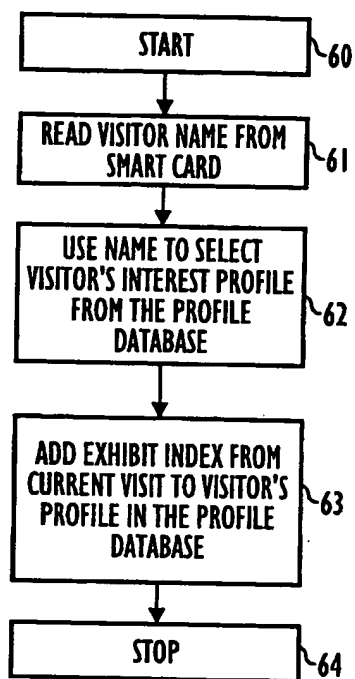 START
60
READ VISITOR NAME FROM
SMART CARD
61
USE NAME TO SELECT
VISITOR'S INTEREST PROFILE
FROM THE PROFILE
DATABASE
62
ADD EXHIBIT INDEX FROM
CURRENT VISIT TO VISITOR'S
PROFILE IN THE PROFILE
DATABASE
63
STOP
64